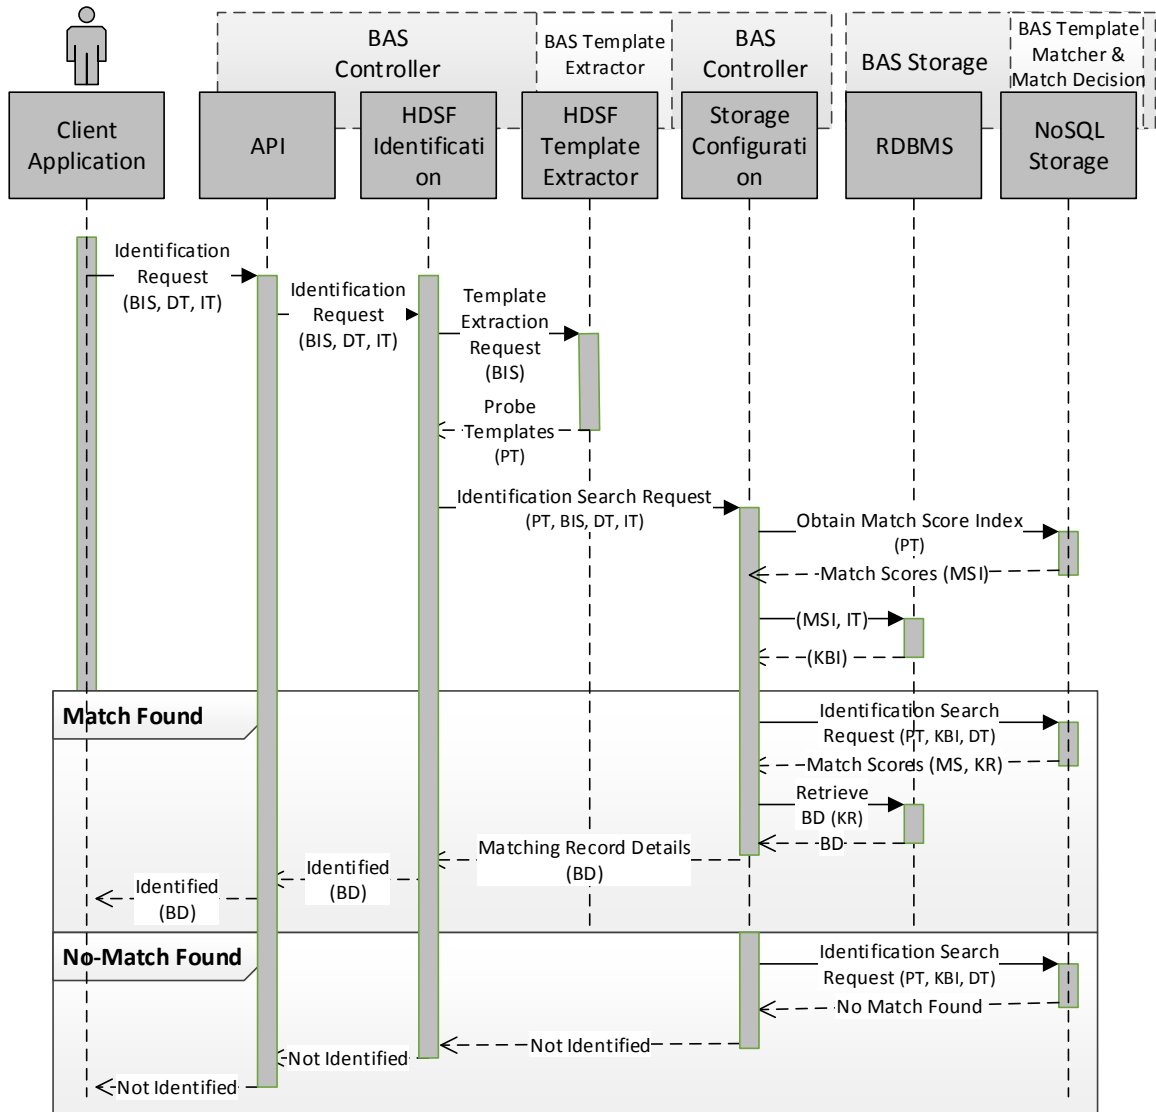 BAS
Controller
BAS Template
Extractor
BAS
Controller
BAS Storage
BAS Template
Matcher &
Match Decision
Client
Application
API
HDSF
Identificati
on
HDSF
Template
Extractor
Storage
Configurati
on
RDBMS
NoSQL
Storage
Identification
Request
(BIS, DT, IT)
Identification
Request
(BIS, DT, IT)
Template
Extraction
Request
(BIS)
Probe
Templates
(PT)
Identification Search Request
(PT, BIS, DT, IT)
Obtain Match Score Index
(PT)
Match Scores (MSI)
(MSI, IT)
(KBI)
Match Found
Identification Search
Request (PT, KBI, DT)
Match Scores (MS, KR)
Retrieve
BD (KR)
BD
Matching Record Details
(BD)
Identified
(BD)
Identified
(BD)
No-Match Found
Identification Search
Request (PT, KBI, DT)
No Match Found
Not Identified
Not Identified
Not Identified